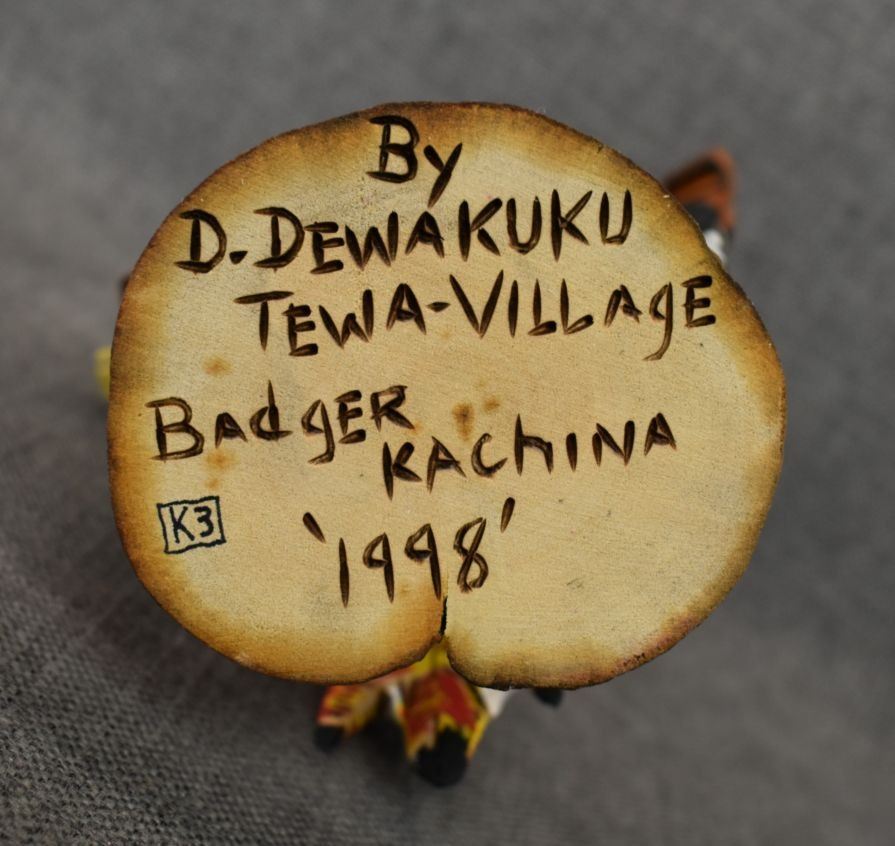 By
D. DEWAKUKU
TEWA-VILLAgE
BAdgER
KAChINA
K3
'1998'